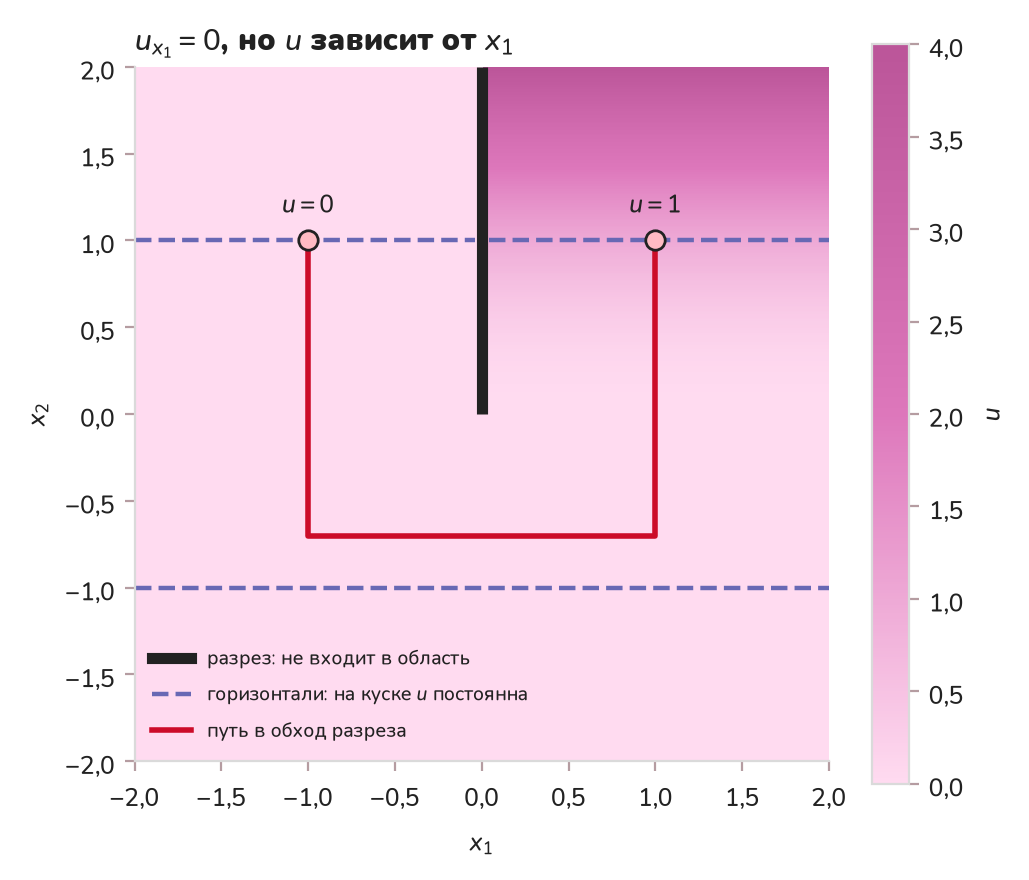 u_{x_1} = 0, но u зависит от x_1
2,0
1,5
1,0
0,5
0,0
−0,5
−1,0
−1,5
−2,0
x_2
u = 0
u = 1
разрез: не входит в область
горизонтали: на куске u постоянна
путь в обход разреза
−2,0 −1,5 −1,0 −0,5 0,0 0,5 1,0 1,5 2,0
x_1
4,0
3,5
3,0
2,5
2,0
1,5
1,0
0,5
0,0
u